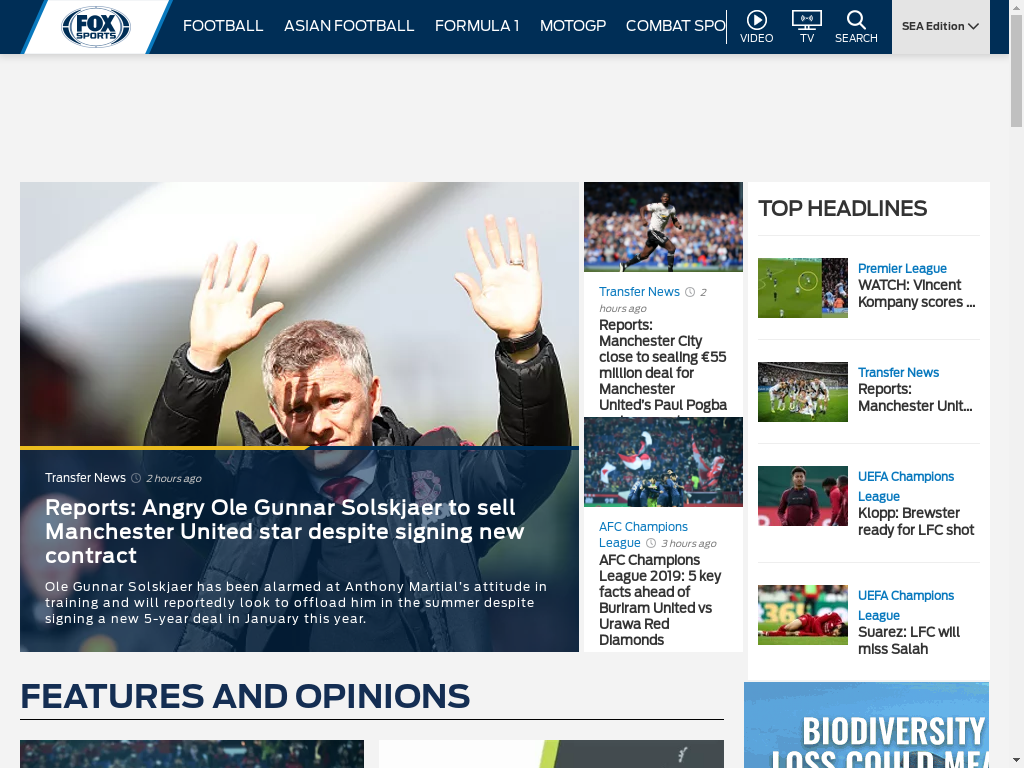 FOX
SPORTS
FOOTBALL
ASIAN FOOTBALL
FORMULA 1
MOTOGP
COMBAT SPO
VIDEO
TV
SEARCH
SEA Edition
Transfer News 2 hours ago
Reports: Angry Ole Gunnar Solskjaer to sell
Manchester United star despite signing new
contract
Ole Gunnar Solskjaer has been alarmed at Anthony Martial's attitude in
training and will reportedly look to offload him in the summer despite
signing a new 5-year deal in January this year.
Transfer News 2
hours ago
Reports:
Manchester City
close to sealing €55
million deal for
Manchester
United's Paul Pogba
AFC Champions
League 3 hours ago
AFC Champions
League 2019: 5 key
facts ahead of
Buriram United vs
Urawa Red
Diamonds
TOP HEADLINES
Premier League
WATCH: Vincent
Kompany scores ...
Transfer News
Reports:
Manchester Unit...
UEFA Champions
League
Klopp: Brewster
ready for LFC shot
UEFA Champions
League
Suarez: LFC will
miss Salah
FEATURES AND OPINIONS
BIODIVERSITY
LOSS COULD MEA